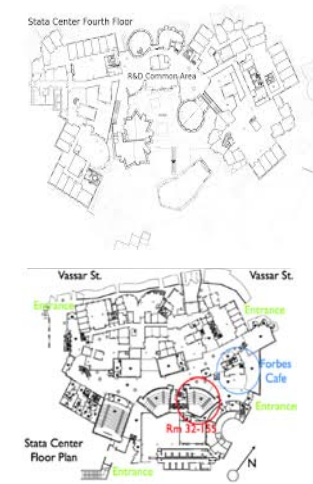 Stata Center Fourth Floor
R&D Common Area
Vassar St.
Vassar St.
Entrance
Entrance
Forbes
Cafe
Entrance
Rm 32-155
Stata Center
Floor Plan
N
Entrance